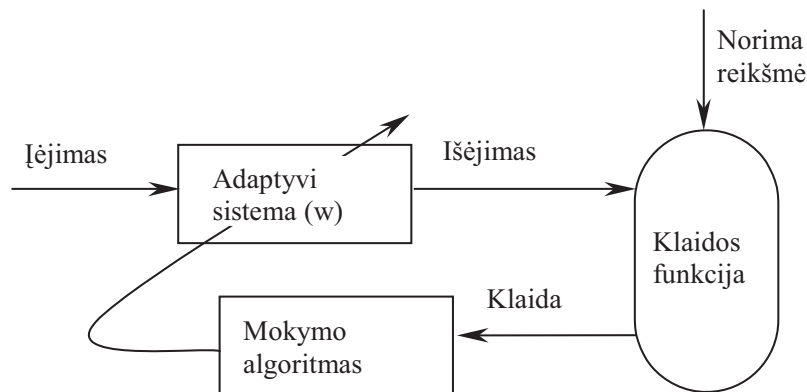 Norima
reikšmė
Įėjimas
Adaptyvi
sistema (w)
Išėjimas
Klaidos
funkcija
Klaida
Mokymo
algoritmas